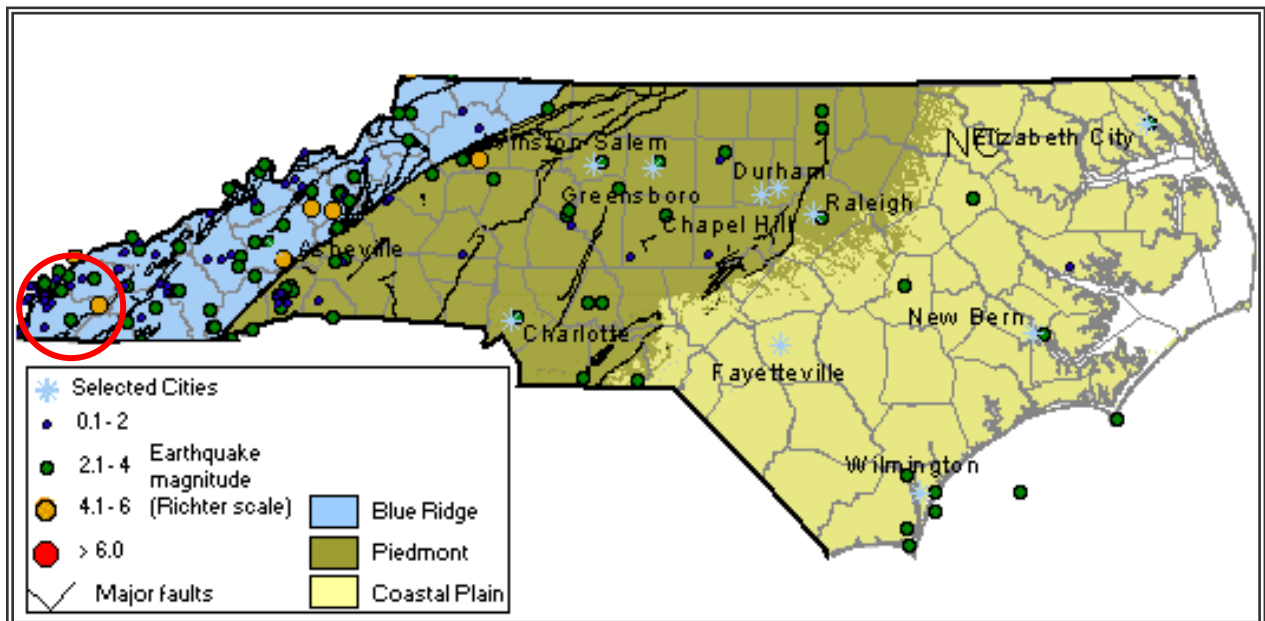 NC
Elizabeth City
Winston-Salem
Durham
Greensboro
Raleigh
Chapel Hill
Asheville
New Bern
Charlotte
Fayetteville
Wilmington
Selected Cities
0.1 - 2
2.1 - 4
Earthquake
magnitude
4.1 - 6
(Richter scale)
> 6.0
Major faults
Blue Ridge
Piedmont
Coastal Plain